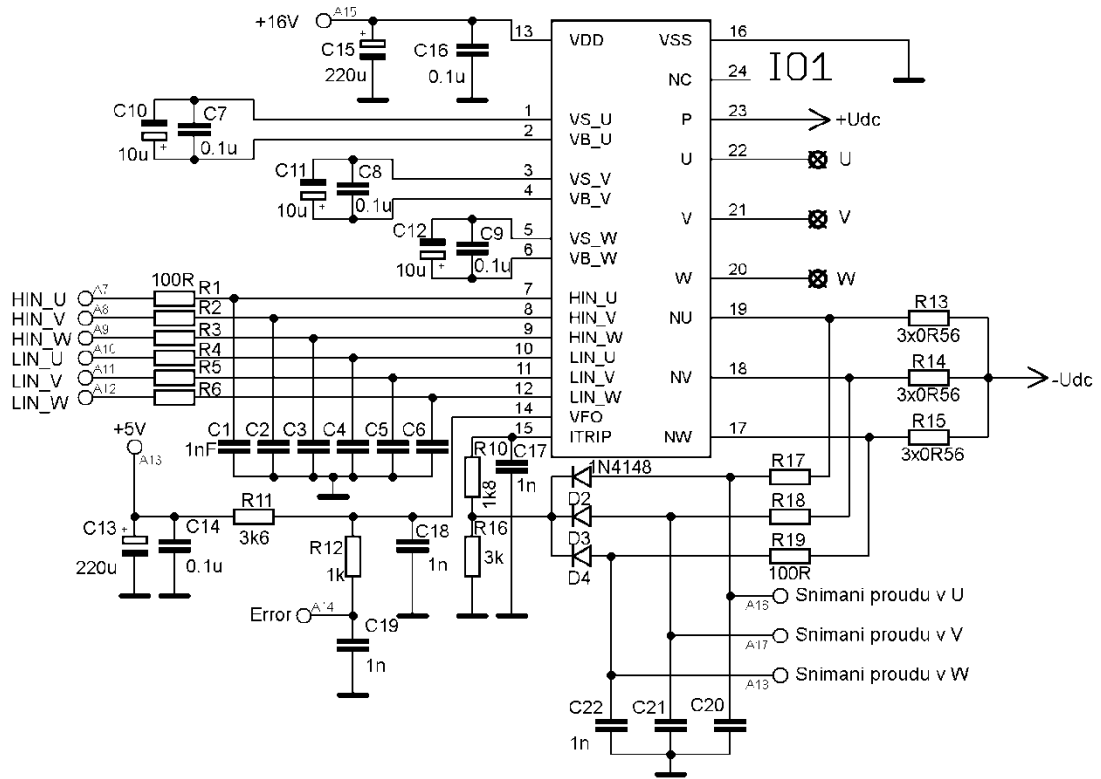 +16V A15 13 VDD VSS 16
C15 + C16 NC 24 IO1
220u 0.1u
C10 C7 1 VS_U P 23 +Udc
10u + 0.1u 2 VB_U U 22 U
C11 C8 3 VS_V
10u + 0.1u 4 VB_V V 21 V
C12 C9 5 VS_W
10u + 0.1u 6 VB_W W 20 W
100R
HIN_U A7 R1 7 HIN_U NU 19 R13
HIN_V A8 R2 8 HIN_V 3x0R56
HIN_W A9 R3 9 HIN_W
LIN_U A10 R4 10 LIN_U R14
LIN_V A11 R5 11 LIN_V NV 18 -Udc
LIN_W A12 R6 12 LIN_W 3x0R56
14 VFO
15 ITRIP NW 17 R15
3x0R56
+5V A13
C1 C2 C3 C4 C5 C6
1nF
R10 C17 1N4148 R17
1k8 1n
D2
C13 + C14 R11 R18
220u 0.1u 3k6
R12 C18 R16 D3 R19
1k 1n 3k D4 100R
Error A14
C19
1n
A16 Snimani proudu v U
A17 Snimani proudu v V
A13 Snimani proudu v W
C22 C21 C20
1n